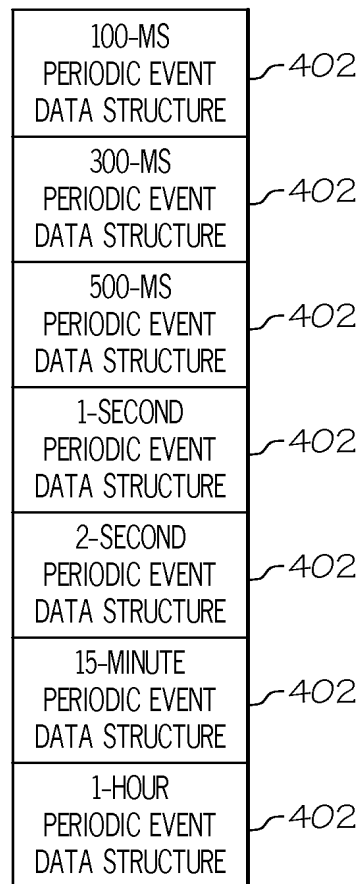 100-MS
PERIODIC EVENT
DATA STRUCTURE
402
300-MS
PERIODIC EVENT
DATA STRUCTURE
402
500-MS
PERIODIC EVENT
DATA STRUCTURE
402
1-SECOND
PERIODIC EVENT
DATA STRUCTURE
402
2-SECOND
PERIODIC EVENT
DATA STRUCTURE
402
15-MINUTE
PERIODIC EVENT
DATA STRUCTURE
402
1-HOUR
PERIODIC EVENT
DATA STRUCTURE
402